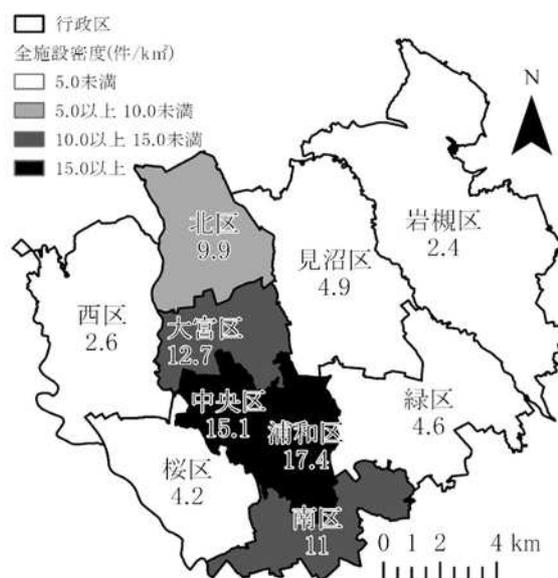 行政区
全施設密度(件/k㎡)
5.0未満
5.0以上 10.0未満
10.0以上 15.0未満
15.0以上
N
北区
9.9
岩槻区
2.4
見沼区
4.9
西区
2.6
大宮区
12.7
中央区
15.1
浦和区
17.4
緑区
4.6
桜区
4.2
南区
11
0 1 2 4 km